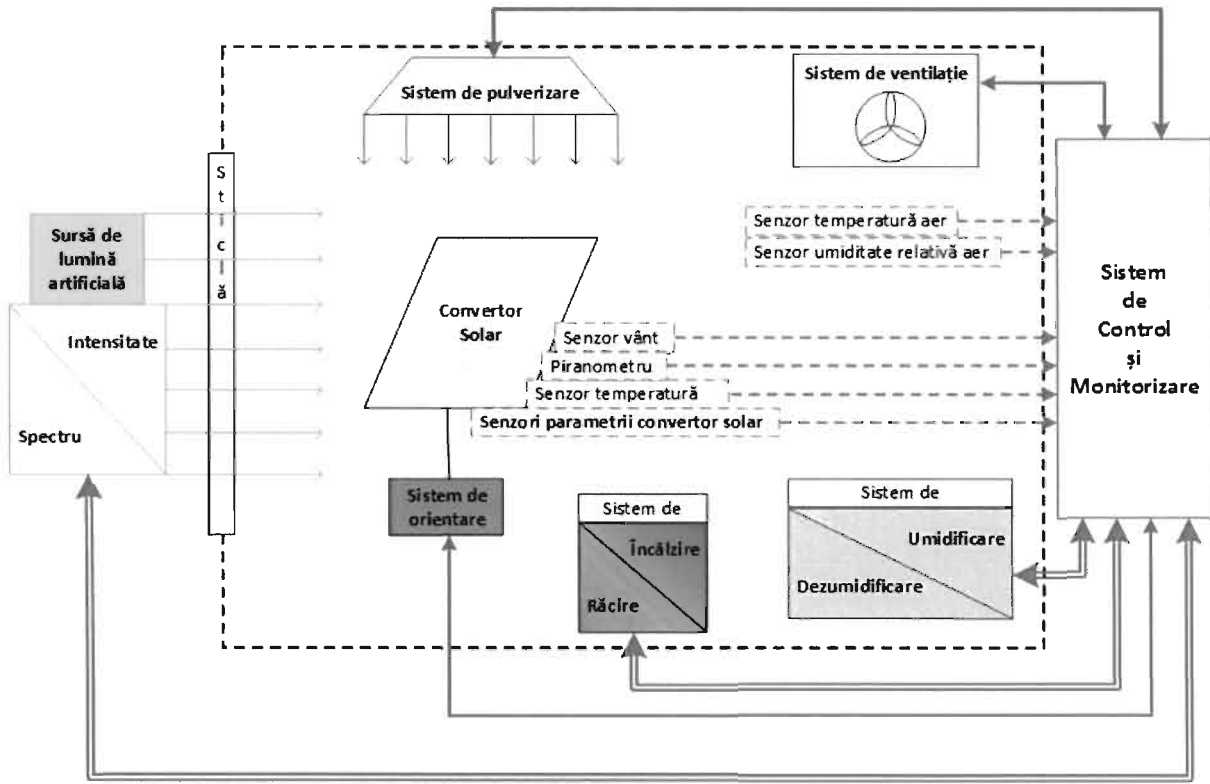 Sistem de pulverizare
Sistem de ventilație
Sticlă
Sursă de
lumină
artificială
Intensitate
Spectru
Convertor
Solar
Senzor temperatură aer
Senzor umiditate relativă aer
Senzor vânt
Piranometru
Senzor temperatură
Senzori parametrii convertor solar
Sistem
de
Control
și
Monitorizare
Sistem de
orientare
Sistem de
Încălzire
Răcire
Sistem de
Umidificare
Dezumidificare